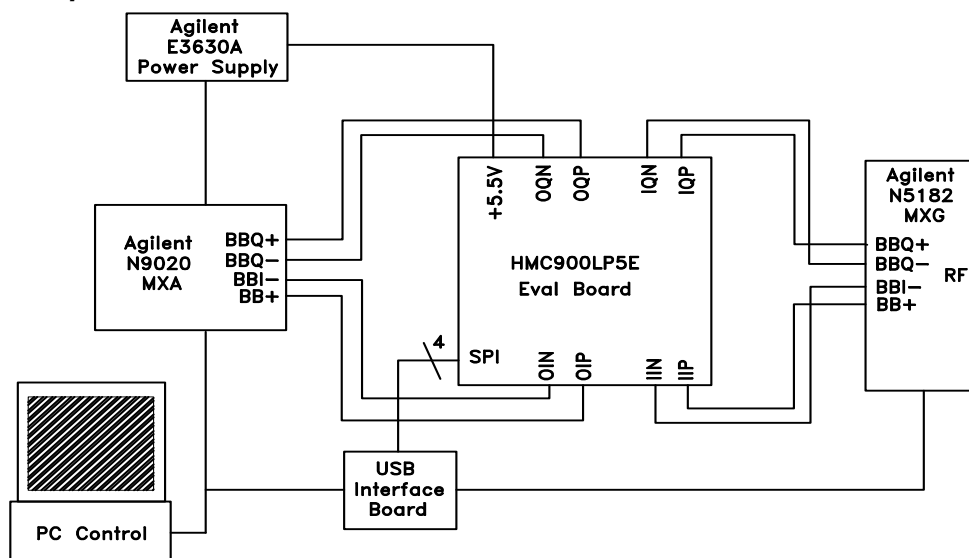 Agilent
E3630A
Power Supply
+5.5V
OQN
OQP
IQN
IQP
Agilent
N5182
MXG
BBQ+
BBQ-
BBI-
BB+
RF
Agilent
N9020
MXA
BBQ+
BBQ-
BBI-
BB+
HMC900LP5E
Eval Board
4
SPI
OIN
OIP
IIN
IIP
USB
Interface
Board
PC Control